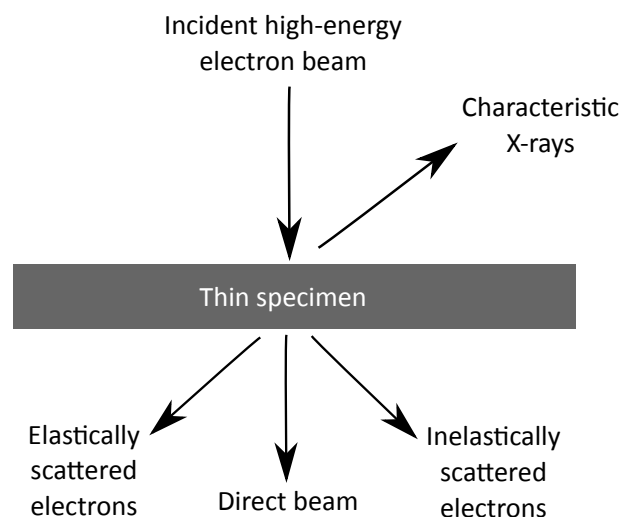 Incident high-energy
electron beam
Characteristic
X-rays
Thin specimen
Elastically
scattered
electrons
Direct beam
Inelastically
scattered
electrons